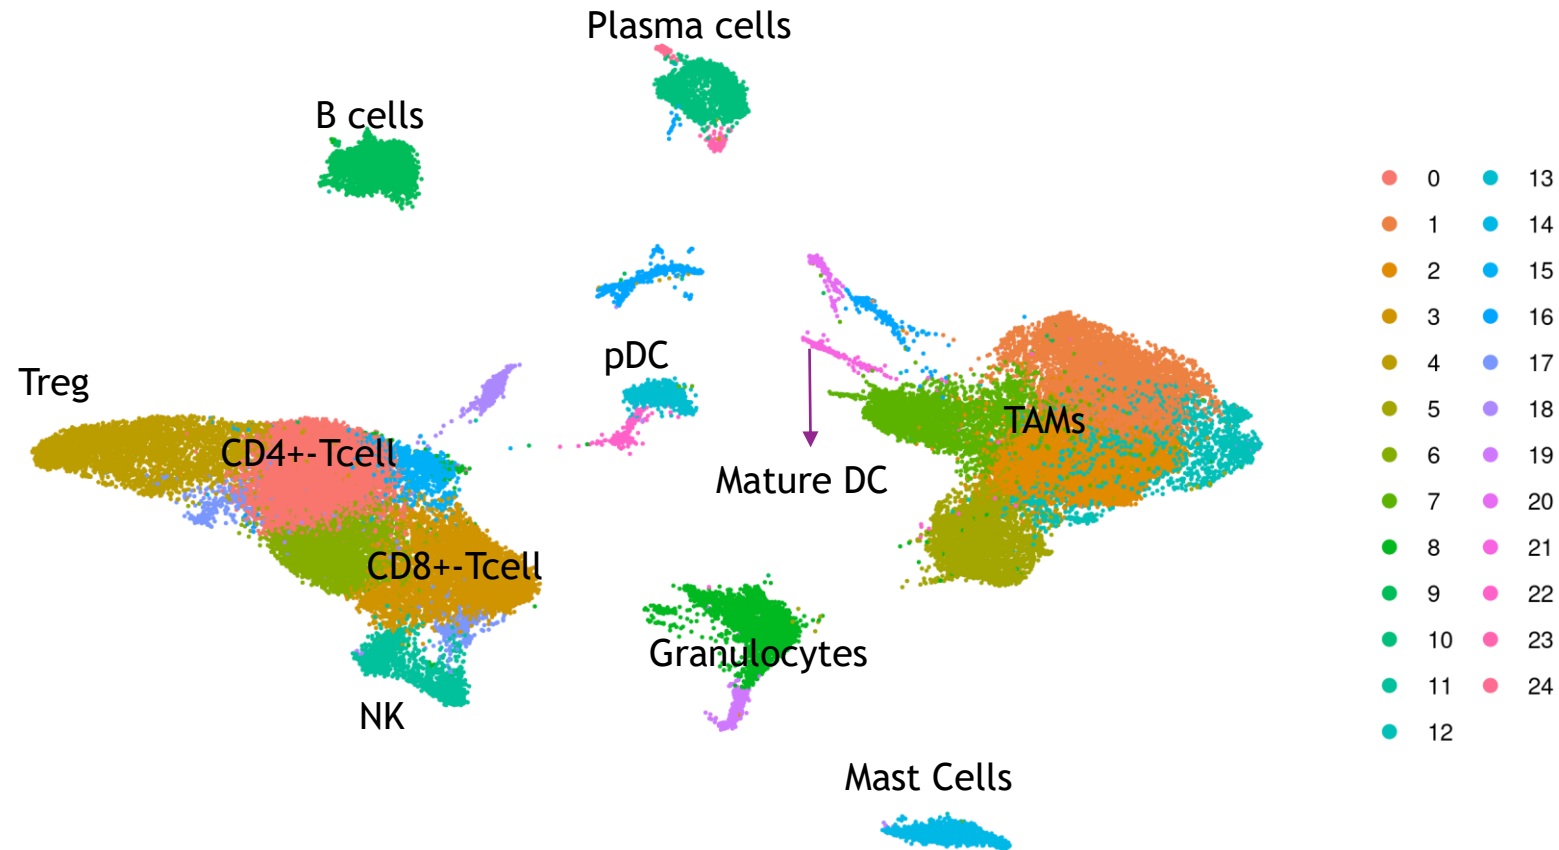 Plasma cells
B cells
pDC
Treg
TAMs
CD4+-Tcell
Mature DC
CD8+-Tcell
Granulocytes
NK
Mast Cells
0 13
1 14
2 15
3 16
4 17
5 18
6 19
7 20
8 21
9 22
10 23
11 24
12